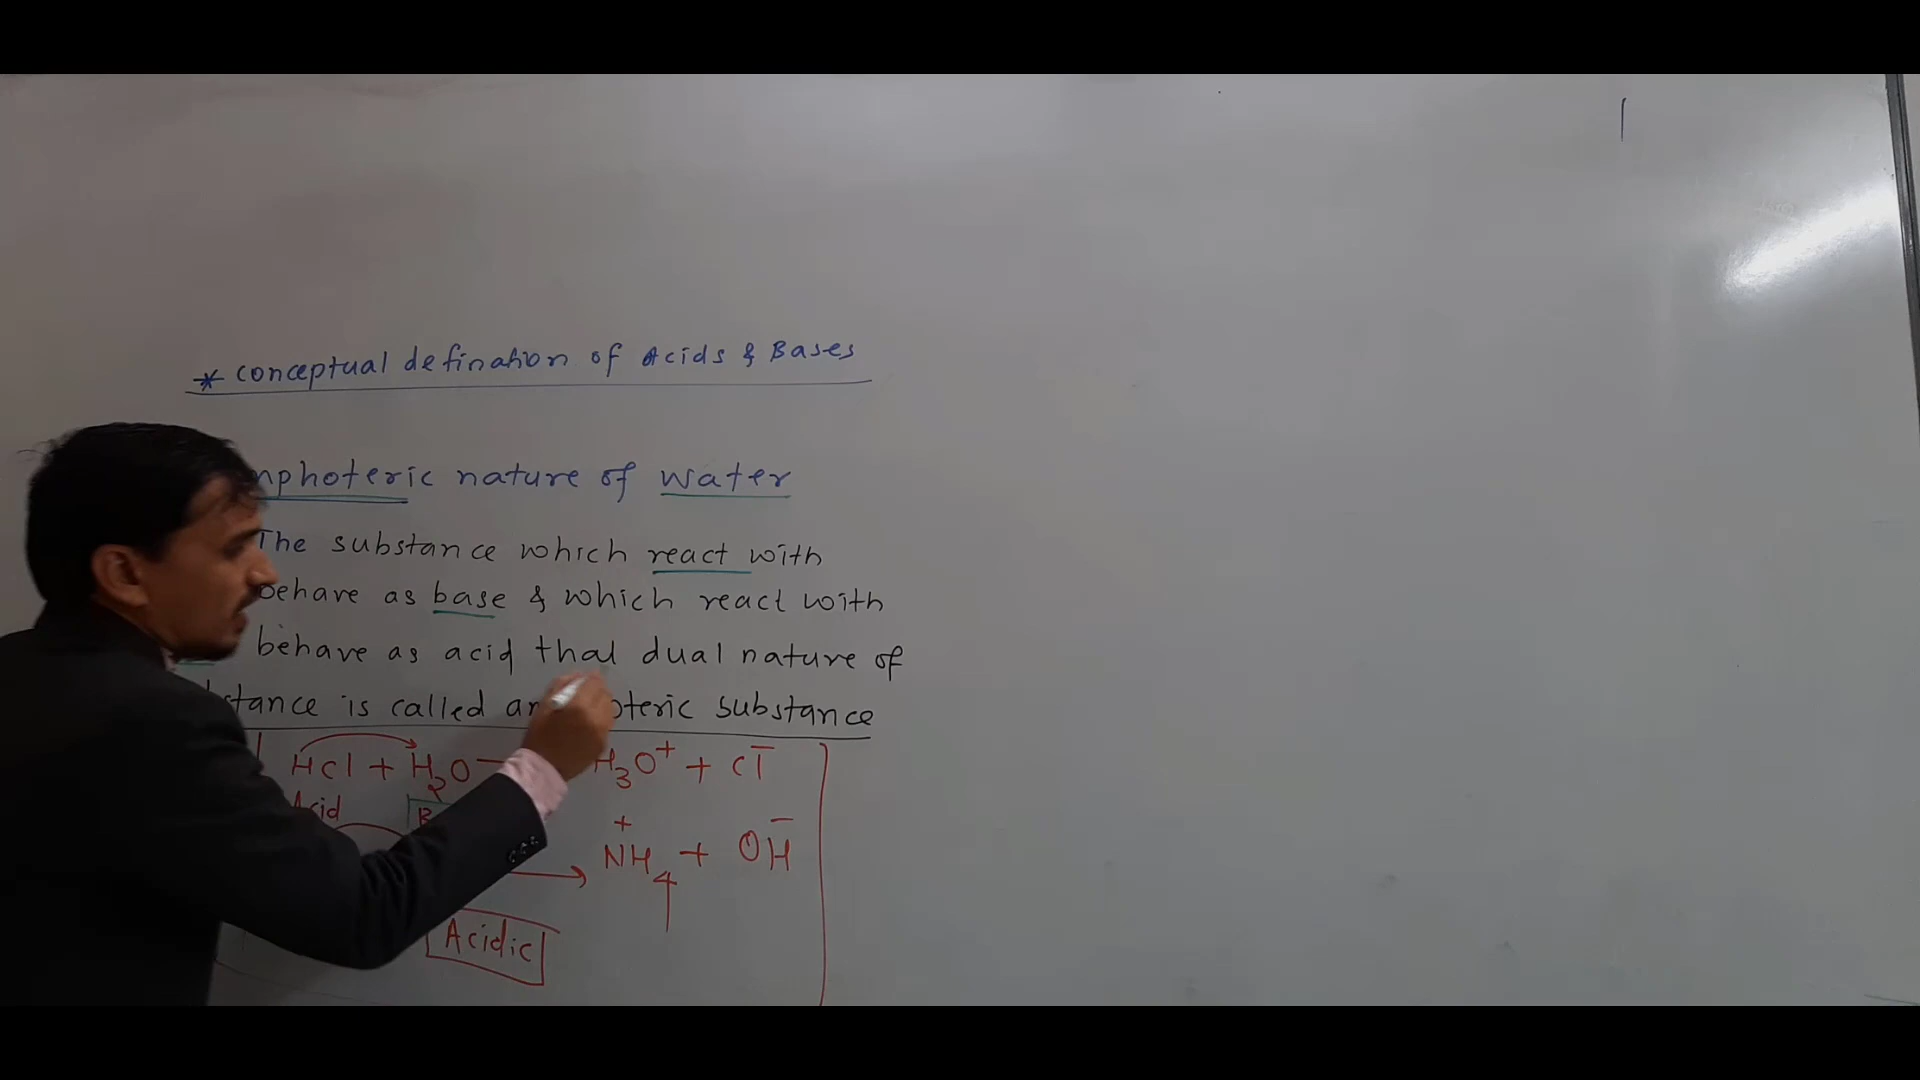 * Conceptual defination of Acids & Bases
mphoteric nature of water
The substance which react with
behave as base & which react with
behave as acid that dual nature of
stance is called am oteric substance
HCl + H₂O → H₃O⁺ + Cl⁻
Acid B
NH₄⁺ + OH⁻
Acidic